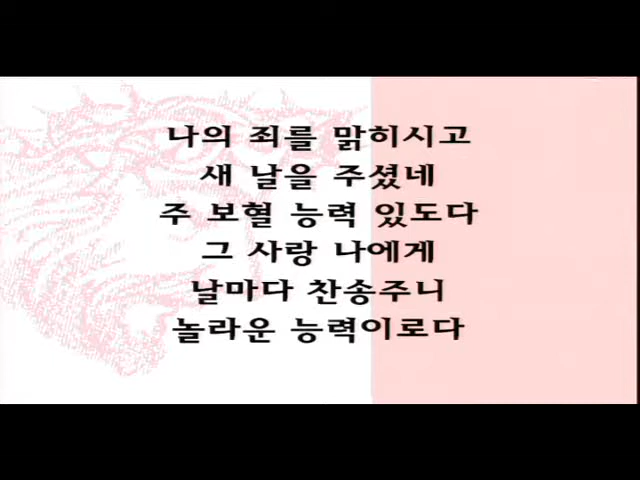 나의 죄를 맑히시고
새 날을 주셨네
주 보혈 능력 있도다
그 사랑 나에게
날마다 찬송주니
놀라운 능력이로다